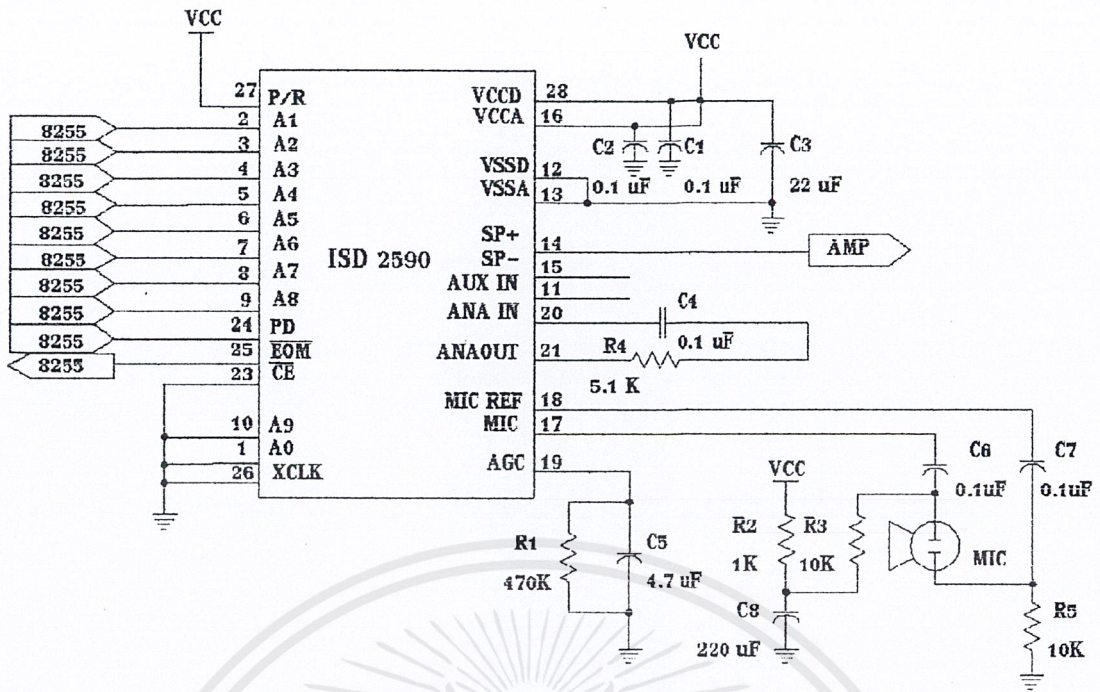 VCC
VCC
27 P/R
2 A1
3 A2
4 A3
5 A4
6 A5
7 A6
8 A7
9 A8
24 PD
25 EOM
23 CE
10 A9
1 A0
26 XCLK
8255
8255
8255
8255
8255
8255
8255
8255
8255
8255
ISD 2590
VCCD 28
VCCA 16
VSSD 12
VSSA 13
SP+ 14
SP- 15
AUX IN 11
ANA IN 20
ANAOUT 21
MIC REF 18
MIC 17
AGC 19
C2
0.1 uF
C1
0.1 uF
C3
22 uF
AMP
C4
0.1 uF
R4
5.1 K
C6
0.1uF
C7
0.1uF
VCC
R2
1K
R3
10K
MIC
R1
470K
C5
4.7 uF
C8
220 uF
R5
10K